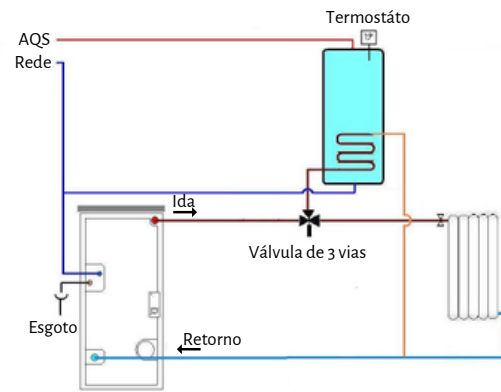 Termostáto
AQS
Rede
Ida
Válvula de 3 vias
Esgoto
Retorno